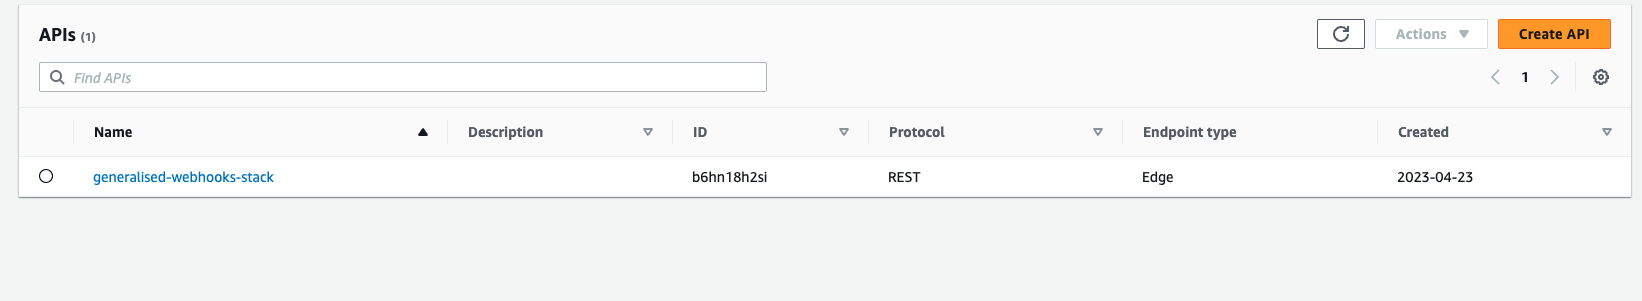 APIs (1)
Actions
Create API
Find APIs
1
Name Description ID Protocol Endpoint type Created
generalised-webhooks-stack b6hn18h2si REST Edge 2023-04-23